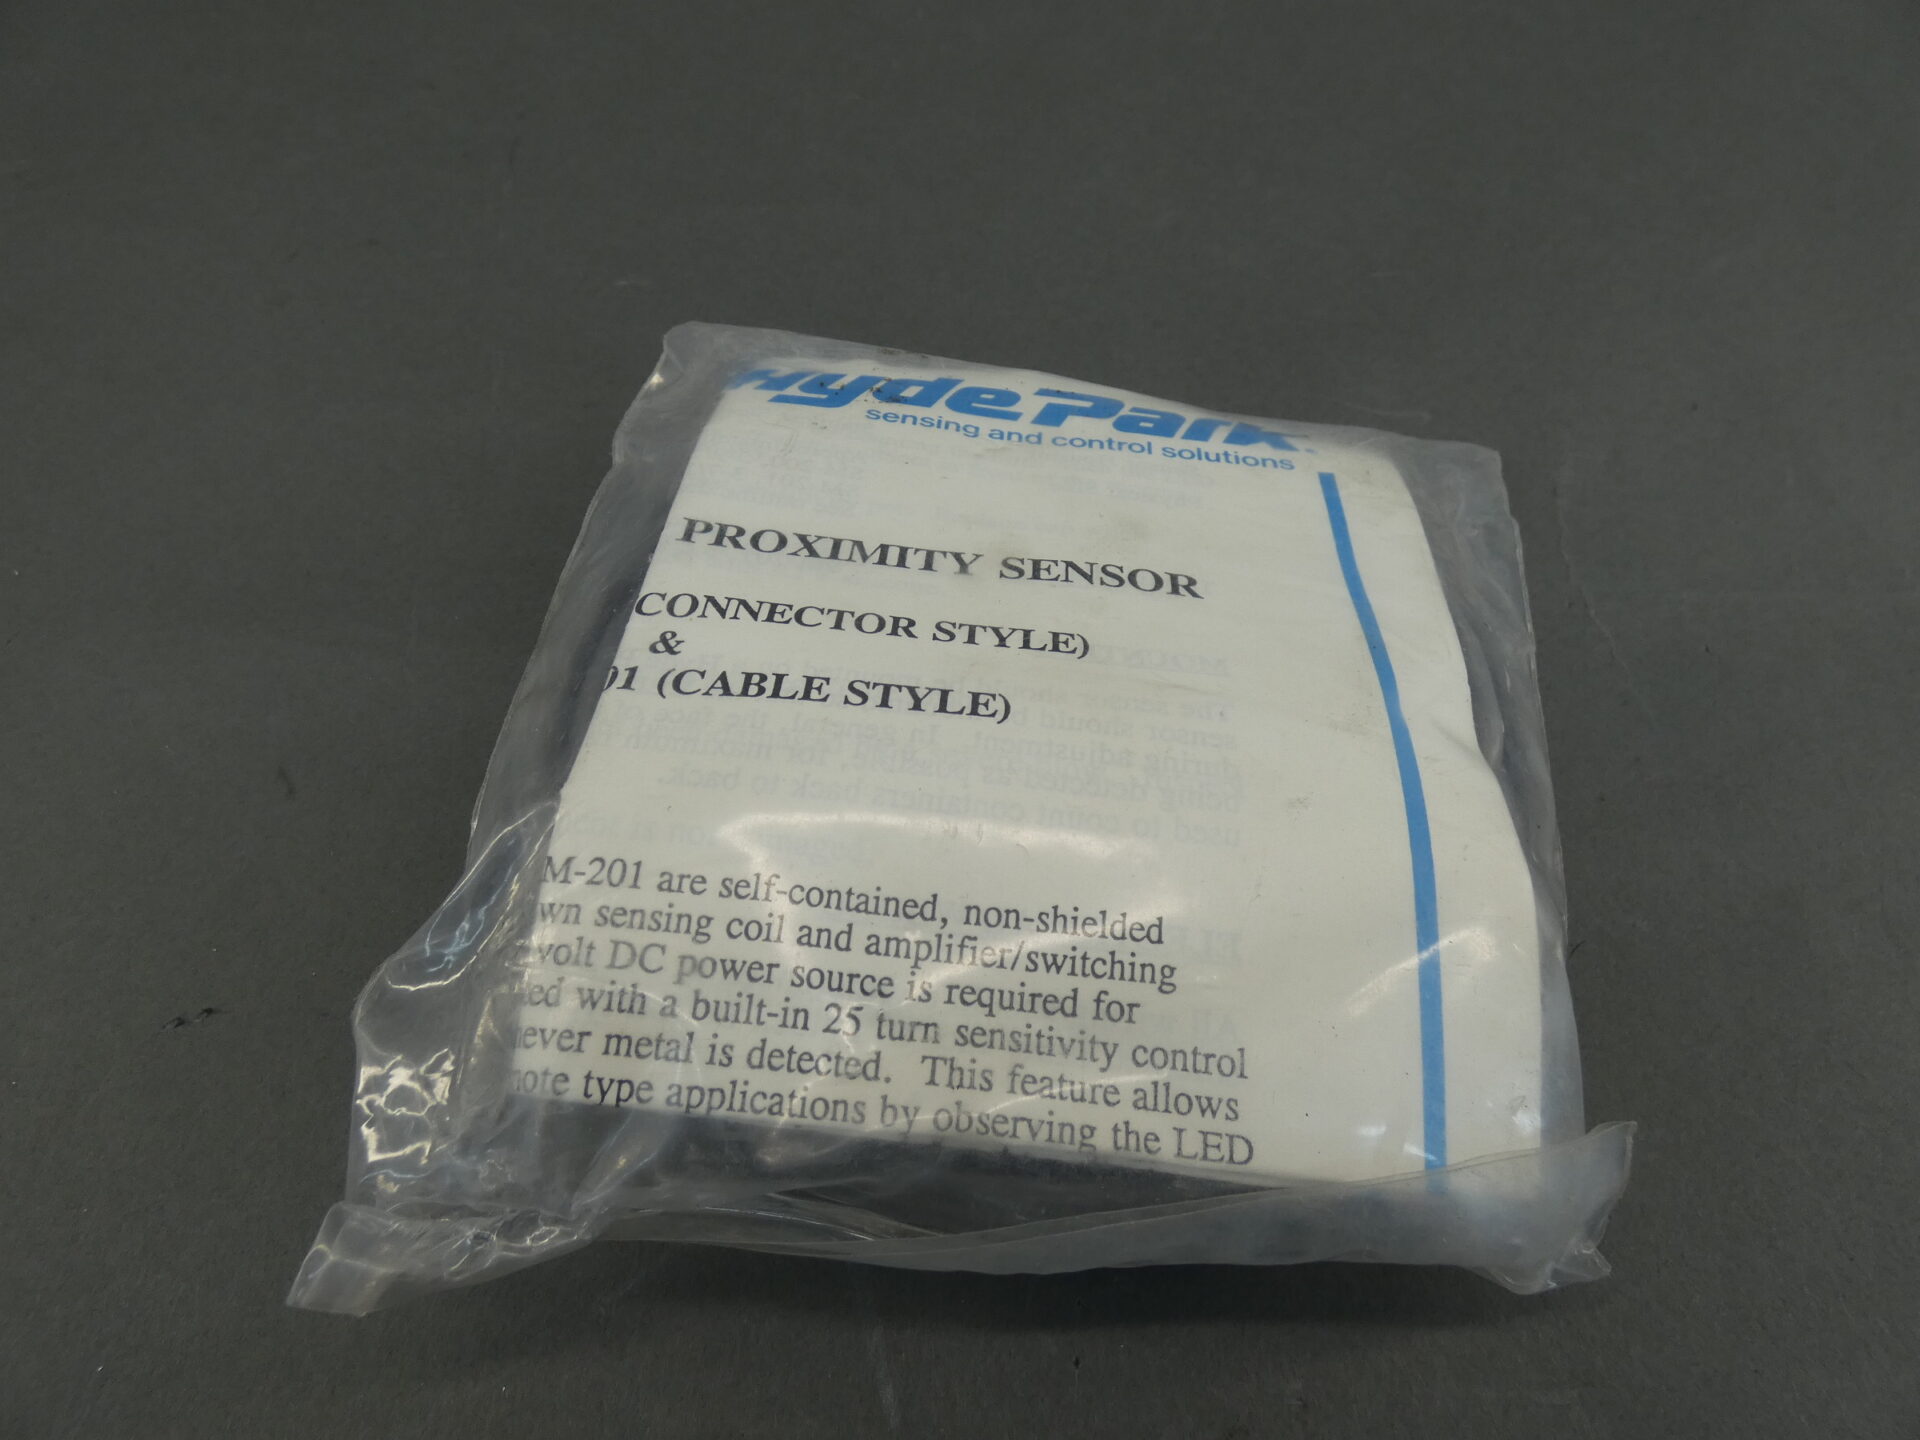 HydePark
sensing and control solutions
PROXIMITY SENSOR
CONNECTOR STYLE)
&
01 (CABLE STYLE)
M-201 are self-contained, non-shielded
wn sensing coil and amplifier/switching
volt DC power source is required for
ed with a built-in 25 turn sensitivity control
never metal is detected. This feature allows
note type applications by observing the LED